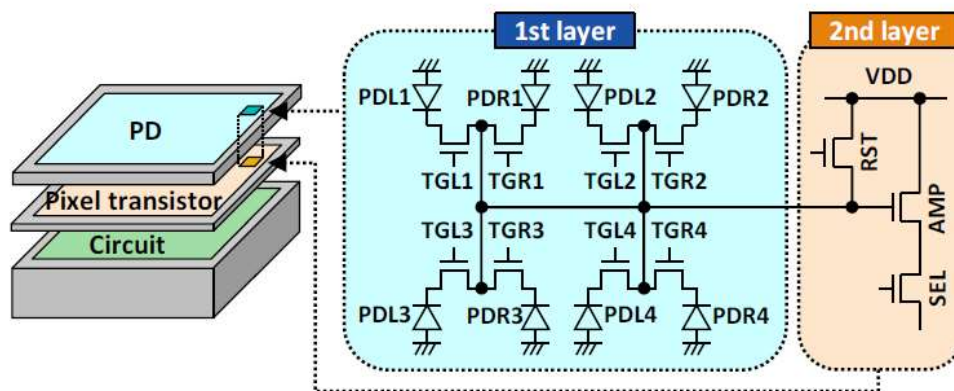 1st layer
2nd layer
PD
Pixel transistor
Circuit
PDL1 PDR1 PDL2 PDR2
TGL1 TGR1 TGL2 TGR2
TGL3 TGR3 TGL4 TGR4
PDL3 PDR3 PDL4 PDR4
VDD
RST
AMP
SEL